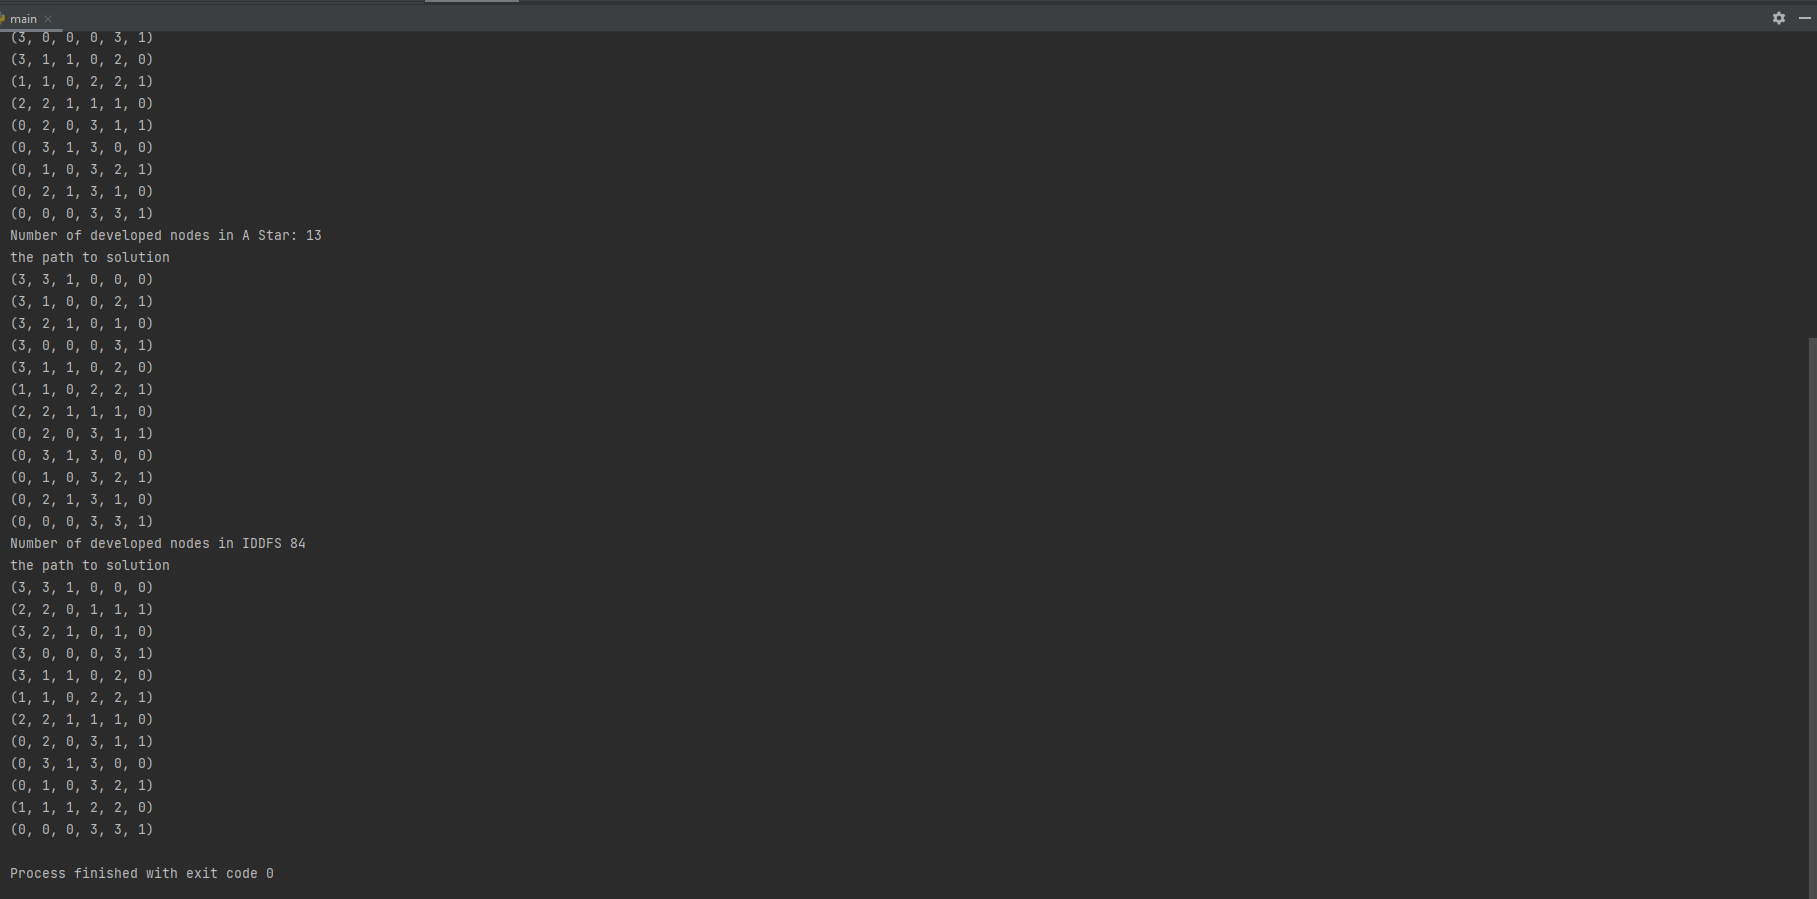 main
(3, 0, 0, 0, 3, 1)
(3, 1, 1, 0, 2, 0)
(1, 1, 0, 2, 2, 1)
(2, 2, 1, 1, 1, 0)
(0, 2, 0, 3, 1, 1)
(0, 3, 1, 3, 0, 0)
(0, 1, 0, 3, 2, 1)
(0, 2, 1, 3, 1, 0)
(0, 0, 0, 3, 3, 1)
Number of developed nodes in A Star: 13
the path to solution
(3, 3, 1, 0, 0, 0)
(3, 1, 0, 0, 2, 1)
(3, 2, 1, 0, 1, 0)
(3, 0, 0, 0, 3, 1)
(3, 1, 1, 0, 2, 0)
(1, 1, 0, 2, 2, 1)
(2, 2, 1, 1, 1, 0)
(0, 2, 0, 3, 1, 1)
(0, 3, 1, 3, 0, 0)
(0, 1, 0, 3, 2, 1)
(0, 2, 1, 3, 1, 0)
(0, 0, 0, 3, 3, 1)
Number of developed nodes in IDDFS 84
the path to solution
(3, 3, 1, 0, 0, 0)
(2, 2, 0, 1, 1, 1)
(3, 2, 1, 0, 1, 0)
(3, 0, 0, 0, 3, 1)
(3, 1, 1, 0, 2, 0)
(1, 1, 0, 2, 2, 1)
(2, 2, 1, 1, 1, 0)
(0, 2, 0, 3, 1, 1)
(0, 3, 1, 3, 0, 0)
(0, 1, 0, 3, 2, 1)
(1, 1, 1, 2, 2, 0)
(0, 0, 0, 3, 3, 1)
Process finished with exit code 0